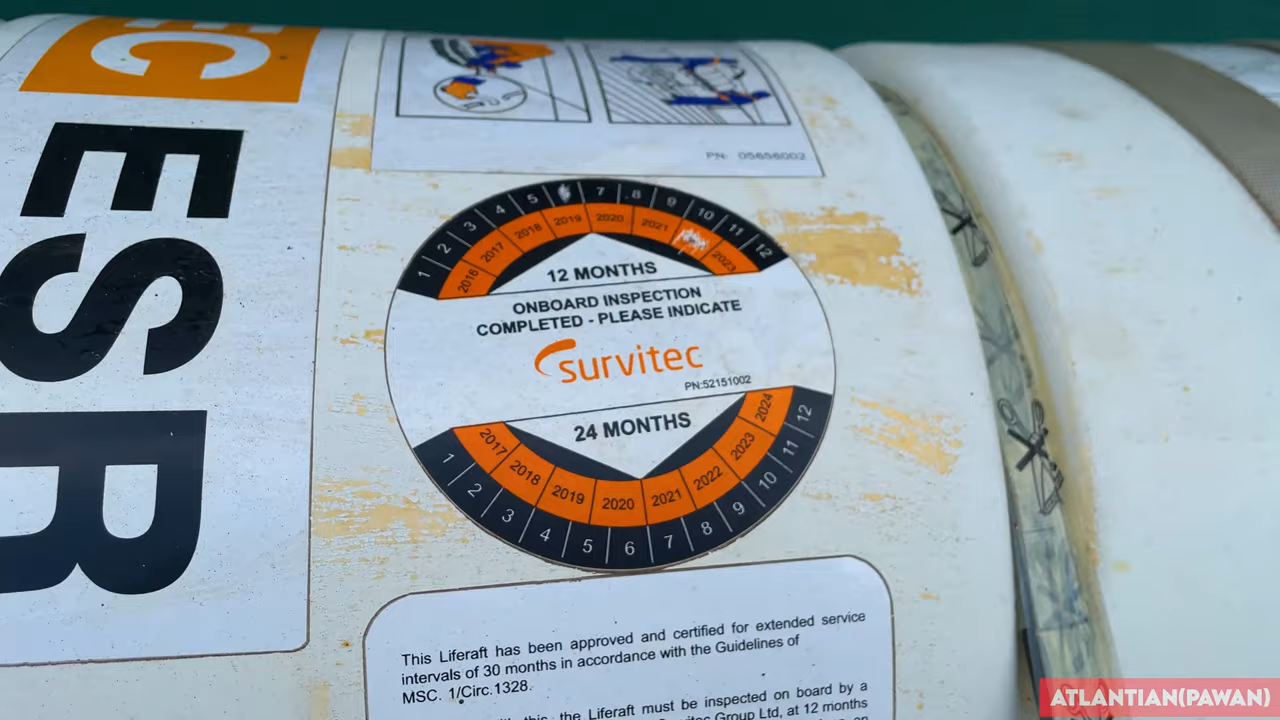 C
ESR
PN: 05656002
1 2 3 4 5 7 8 9 10 11 12
2016 2017 2018 2019 2020 2021 2023
12 MONTHS
ONBOARD INSPECTION
COMPLETED - PLEASE INDICATE
survitec
PN:52151002
24 MONTHS
2017 2018 2019 2020 2021 2022 2023 2024
1 2 3 4 5 6 7 8 9 10 11 12
This Liferaft has been approved and certified for extended service
intervals of 30 months in accordance with the Guidelines of
MSC. 1/Circ.1328.
this, the Liferaft must be inspected on board by a
Survitec Group Ltd, at 12 months
ATLANTIAN(PAWAN)